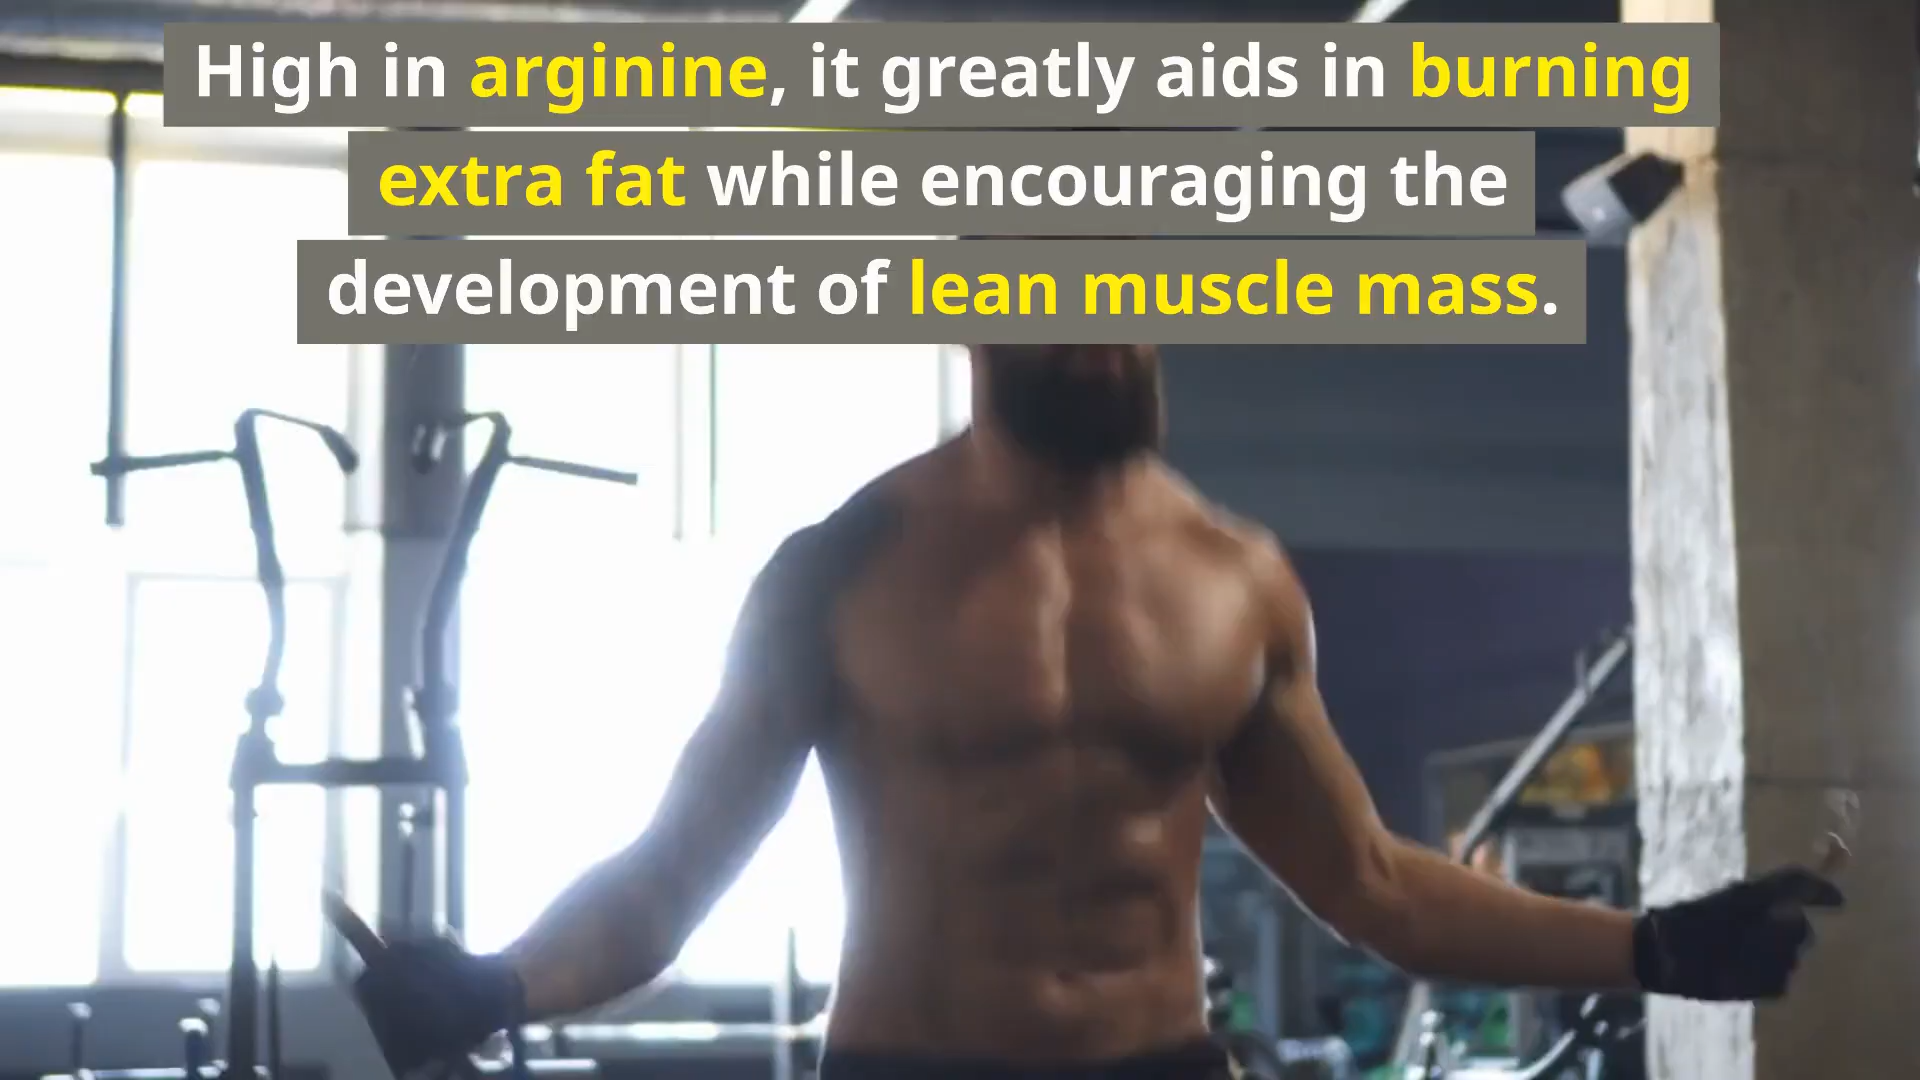 High in arginine, it greatly aids in burning
extra fat while encouraging the
development of lean muscle mass.